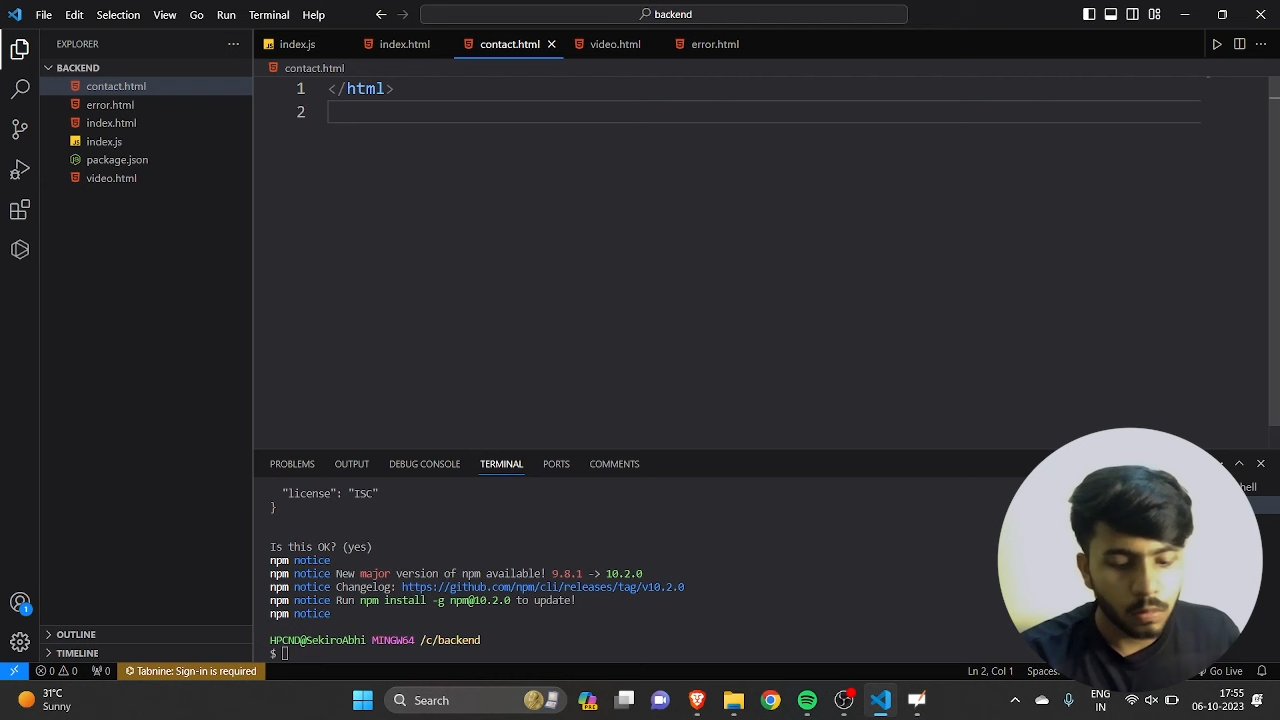 File Edit Selection View Go Run Terminal Help
backend
EXPLORER
index.js
index.html
contact.html
video.html
error.html
BACKEND
contact.html
contact.html
error.html
index.html
index.js
package.json
video.html
1 </html>
2
PROBLEMS OUTPUT DEBUG CONSOLE TERMINAL PORTS COMMENTS
"license": "ISC"
}
Is this OK? (yes)
npm notice
npm notice New major version of npm available! 9.8.1 -> 10.2.0
npm notice Changelog: https://github.com/npm/cli/releases/tag/v10.2.0
npm notice Run npm install -g npm@10.2.0 to update!
npm notice
HPCND@SekiroAbhi MINGW64 /c/backend
$
OUTLINE
TIMELINE
0 0 0 Tabnine: Sign-in is required
Ln 2, Col 1
Go Live
1
31°C
Sunny
Search
ENG
IN
17:55
06-10-2023